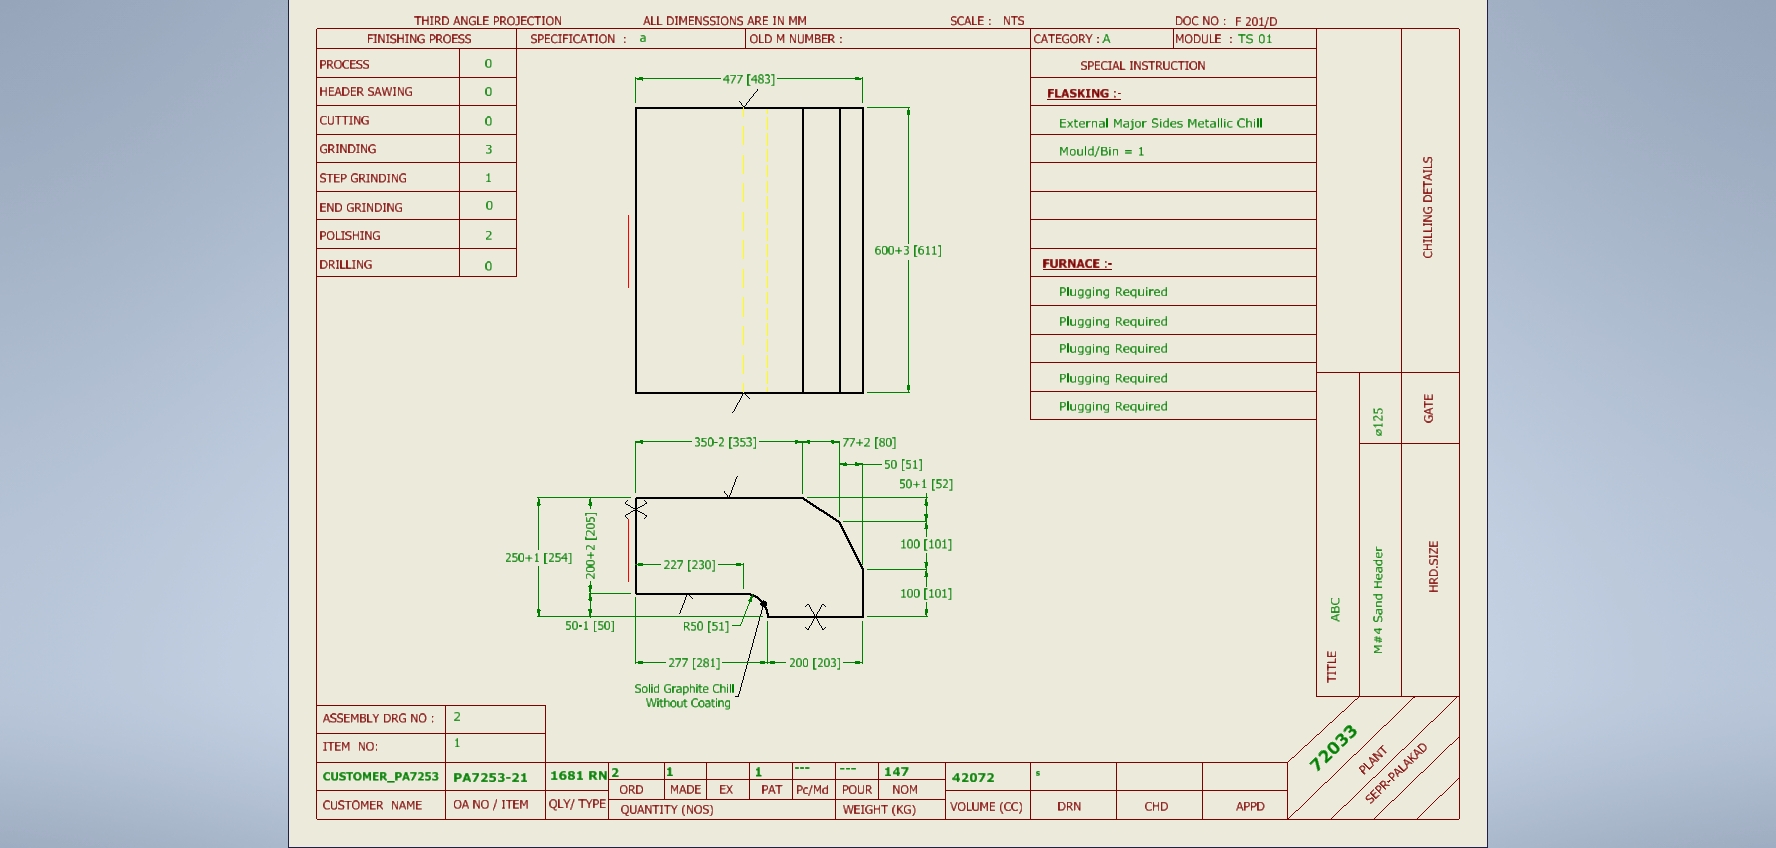 THIRD ANGLE PROJECTION ALL DIMENSSIONS ARE IN MM SCALE : NTS DOC NO : F 201/D
FINISHING PROESS SPECIFICATION : a OLD M NUMBER : CATEGORY : A MODULE : TS 01
PROCESS 0
HEADER SAWING 0
CUTTING 0
GRINDING 3
STEP GRINDING 1
END GRINDING 0
POLISHING 2
DRILLING 0
477 [483]
600+3 [611]
SPECIAL INSTRUCTION
FLASKING :-
External Major Sides Metallic Chill
Mould/Bin = 1
FURNACE :-
Plugging Required
Plugging Required
Plugging Required
Plugging Required
Plugging Required
CHILLING DETAILS
GATE
⌀125
HRD.SIZE
M#4 Sand Header
TITLE ABC
350-2 [353]
77+2 [80]
50 [51]
50+1 [52]
250+1 [254]
200+2 [205]
227 [230]
100 [101]
100 [101]
50-1 [50]
R50 [51]
277 [281]
200 [203]
Solid Graphite Chill
Without Coating
ASSEMBLY DRG NO : 2
ITEM NO: 1
CUSTOMER_PA7253 PA7253-21 1681 RN 2 1 1 --- --- 147 42072 s
ORD MADE EX PAT Pc/Md POUR NOM
CUSTOMER NAME OA NO / ITEM QLY/ TYPE QUANTITY (NOS) WEIGHT (KG) VOLUME (CC) DRN CHD APPD
72033
PLANT
SEPR-PALAKAD